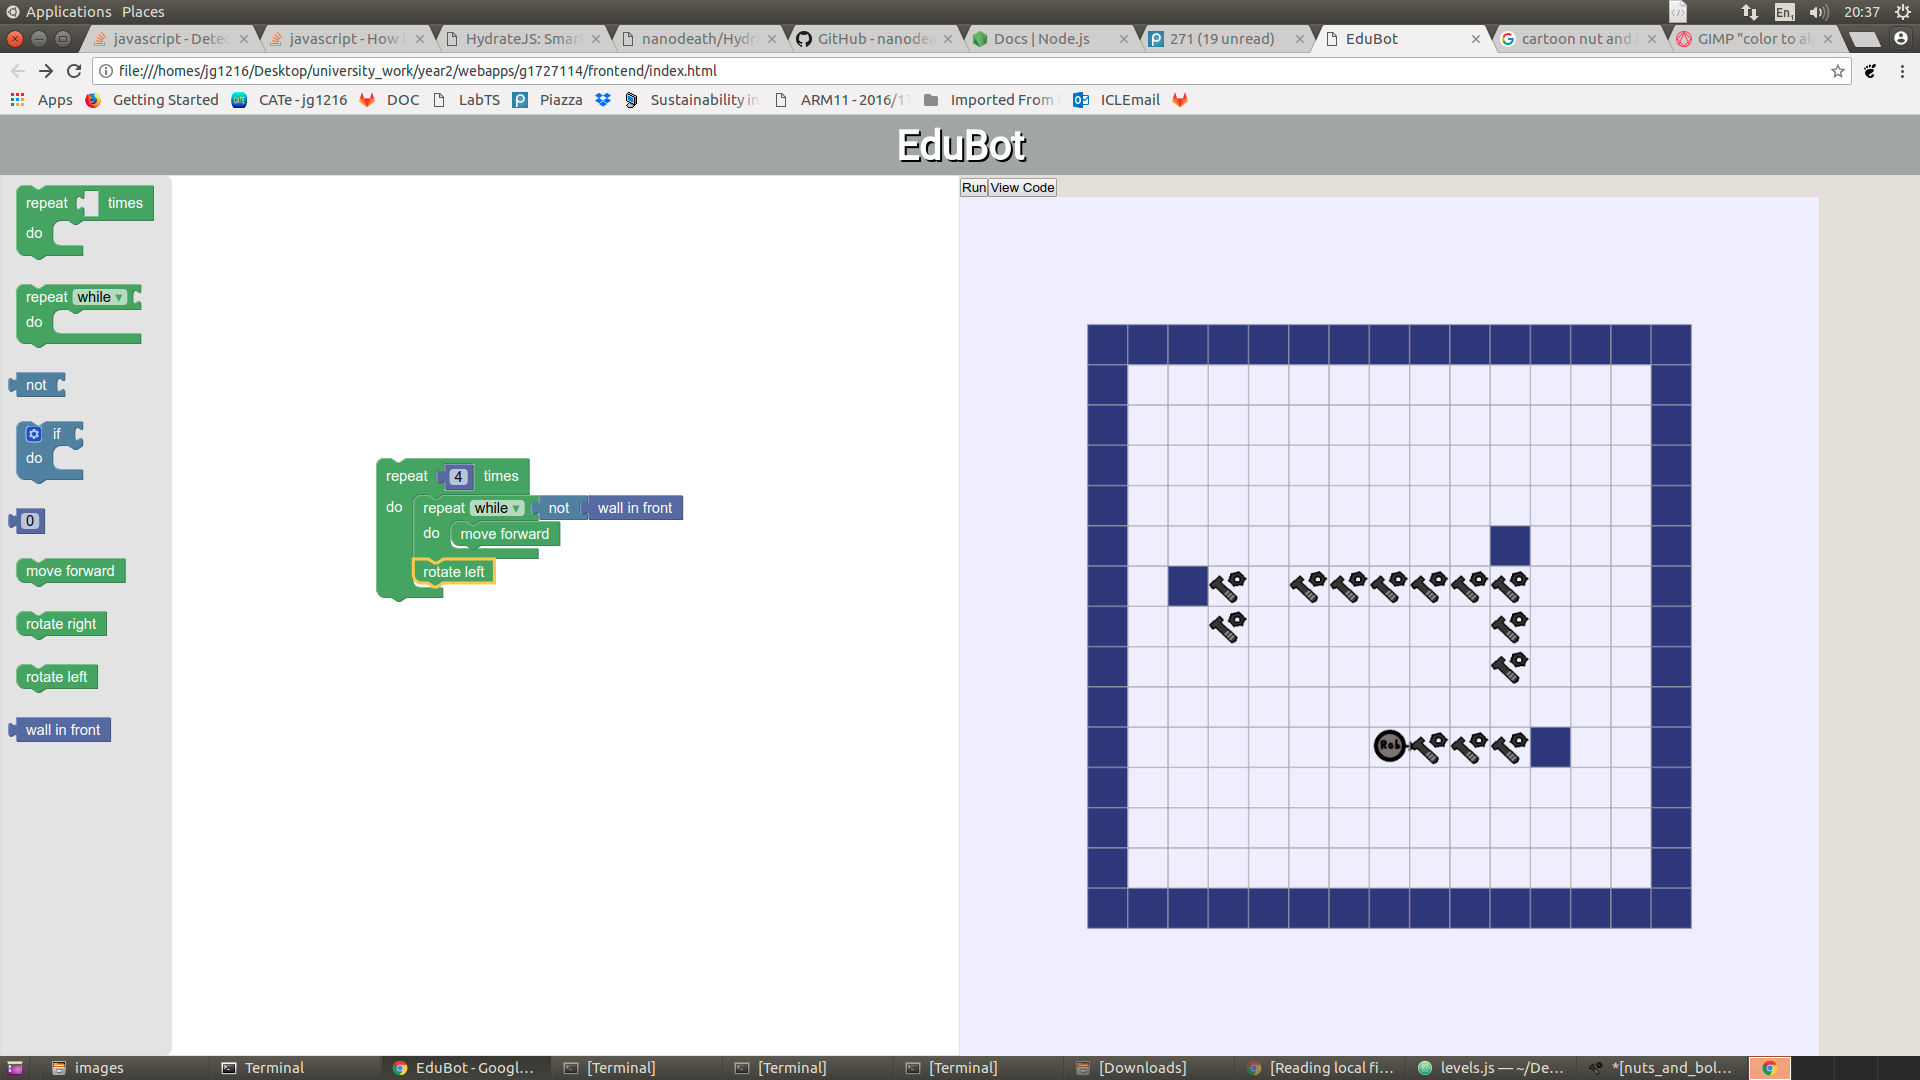 Applications Places
En 20:37
javascript - Dete
javascript - How
HydrateJS: Smar
nanodeath/Hydr
GitHub - nanode
Docs | Node.js
271 (19 unread)
EduBot
cartoon nut and
GIMP "color to al
file:///homes/jg1216/Desktop/university_work/year2/webapps/g1727114/frontend/index.html
Apps
Getting Started
CATe - jg1216
DOC
LabTS
Piazza
Sustainability in
ARM11 - 2016/17
Imported From
ICLEmail
EduBot
Run View Code
repeat times
do
repeat while
do
not
if
do
0
move forward
rotate right
rotate left
wall in front
repeat 4 times
do repeat while not wall in front
do move forward
rotate left
Rob
images
Terminal
EduBot - Googl...
[Terminal]
[Terminal]
[Terminal]
[Downloads]
[Reading local fi...
levels.js — ~/De...
*[nuts_and_bol...